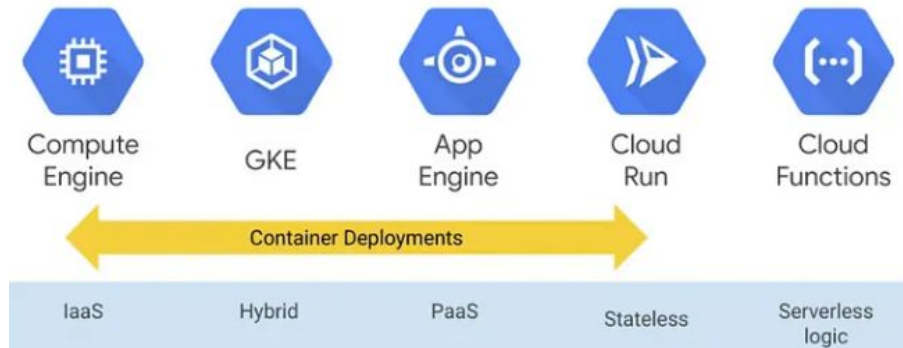 Compute
Engine
GKE
App
Engine
Cloud
Run
Cloud
Functions
Container Deployments
IaaS
Hybrid
PaaS
Stateless
Serverless
logic